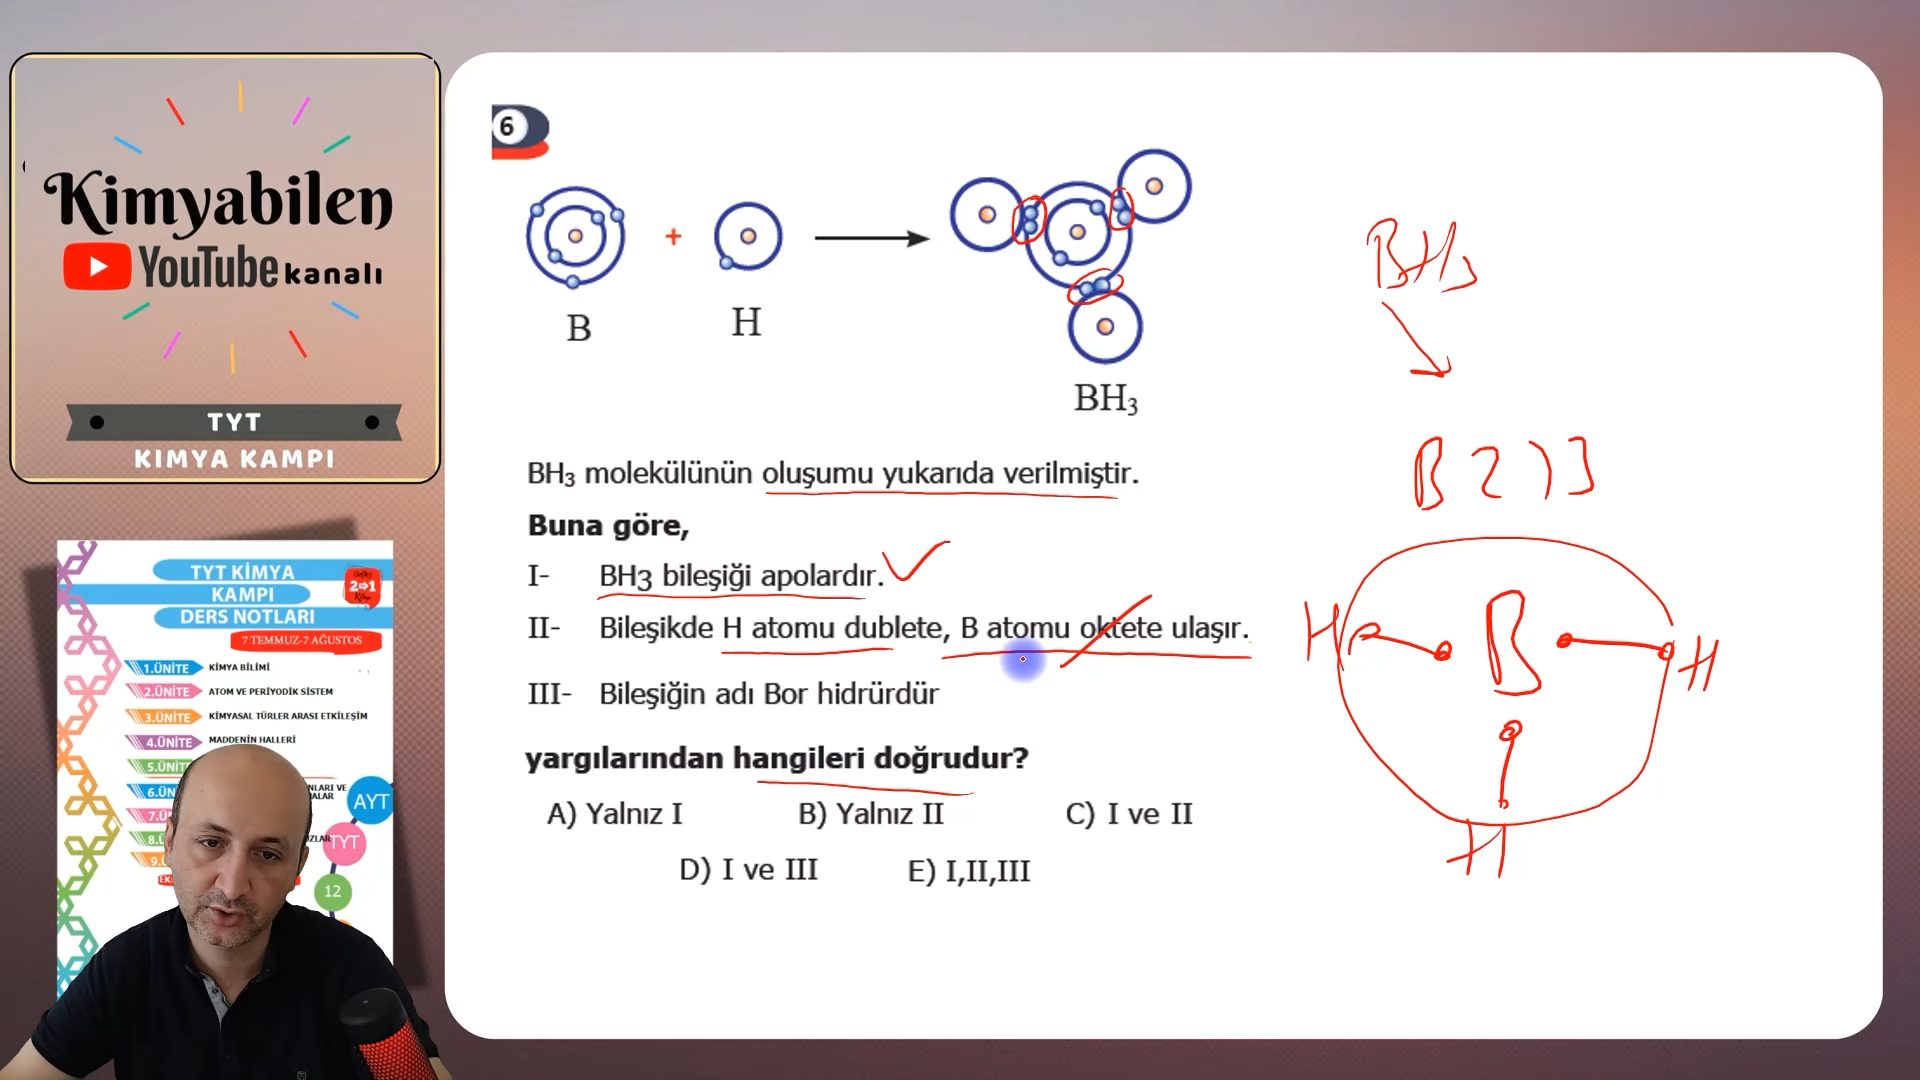 Kimyabilen
YouTube kanalı
TYT
KIMYA KAMPI
TYT KİMYA
KAMPI
DERS NOTLARI
2⇒1
7 TEMMUZ-7 AĞUSTOS
1.ÜNİTE KİMYA BİLİMİ
2.ÜNİTE ATOM VE PERİYODİK SİSTEM
3.ÜNİTE KİMYASAL TÜRLER ARASI ETKİLEŞİM
4.ÜNİTE MADDENİN HALLERİ
AYT
TYT
12
6
B
+
H
BH₃
BH₃ molekülünün oluşumu yukarıda verilmiştir.
Buna göre,
I- BH3 bileşiği apolardır.
II- Bileşikde H atomu dublete, B atomu oktete ulaşır.
III- Bileşiğin adı Bor hidrürdür
yargılarından hangileri doğrudur?
A) Yalnız I B) Yalnız II C) I ve II
D) I ve III E) I,II,III
BH₃
B 2)3
H B H
H